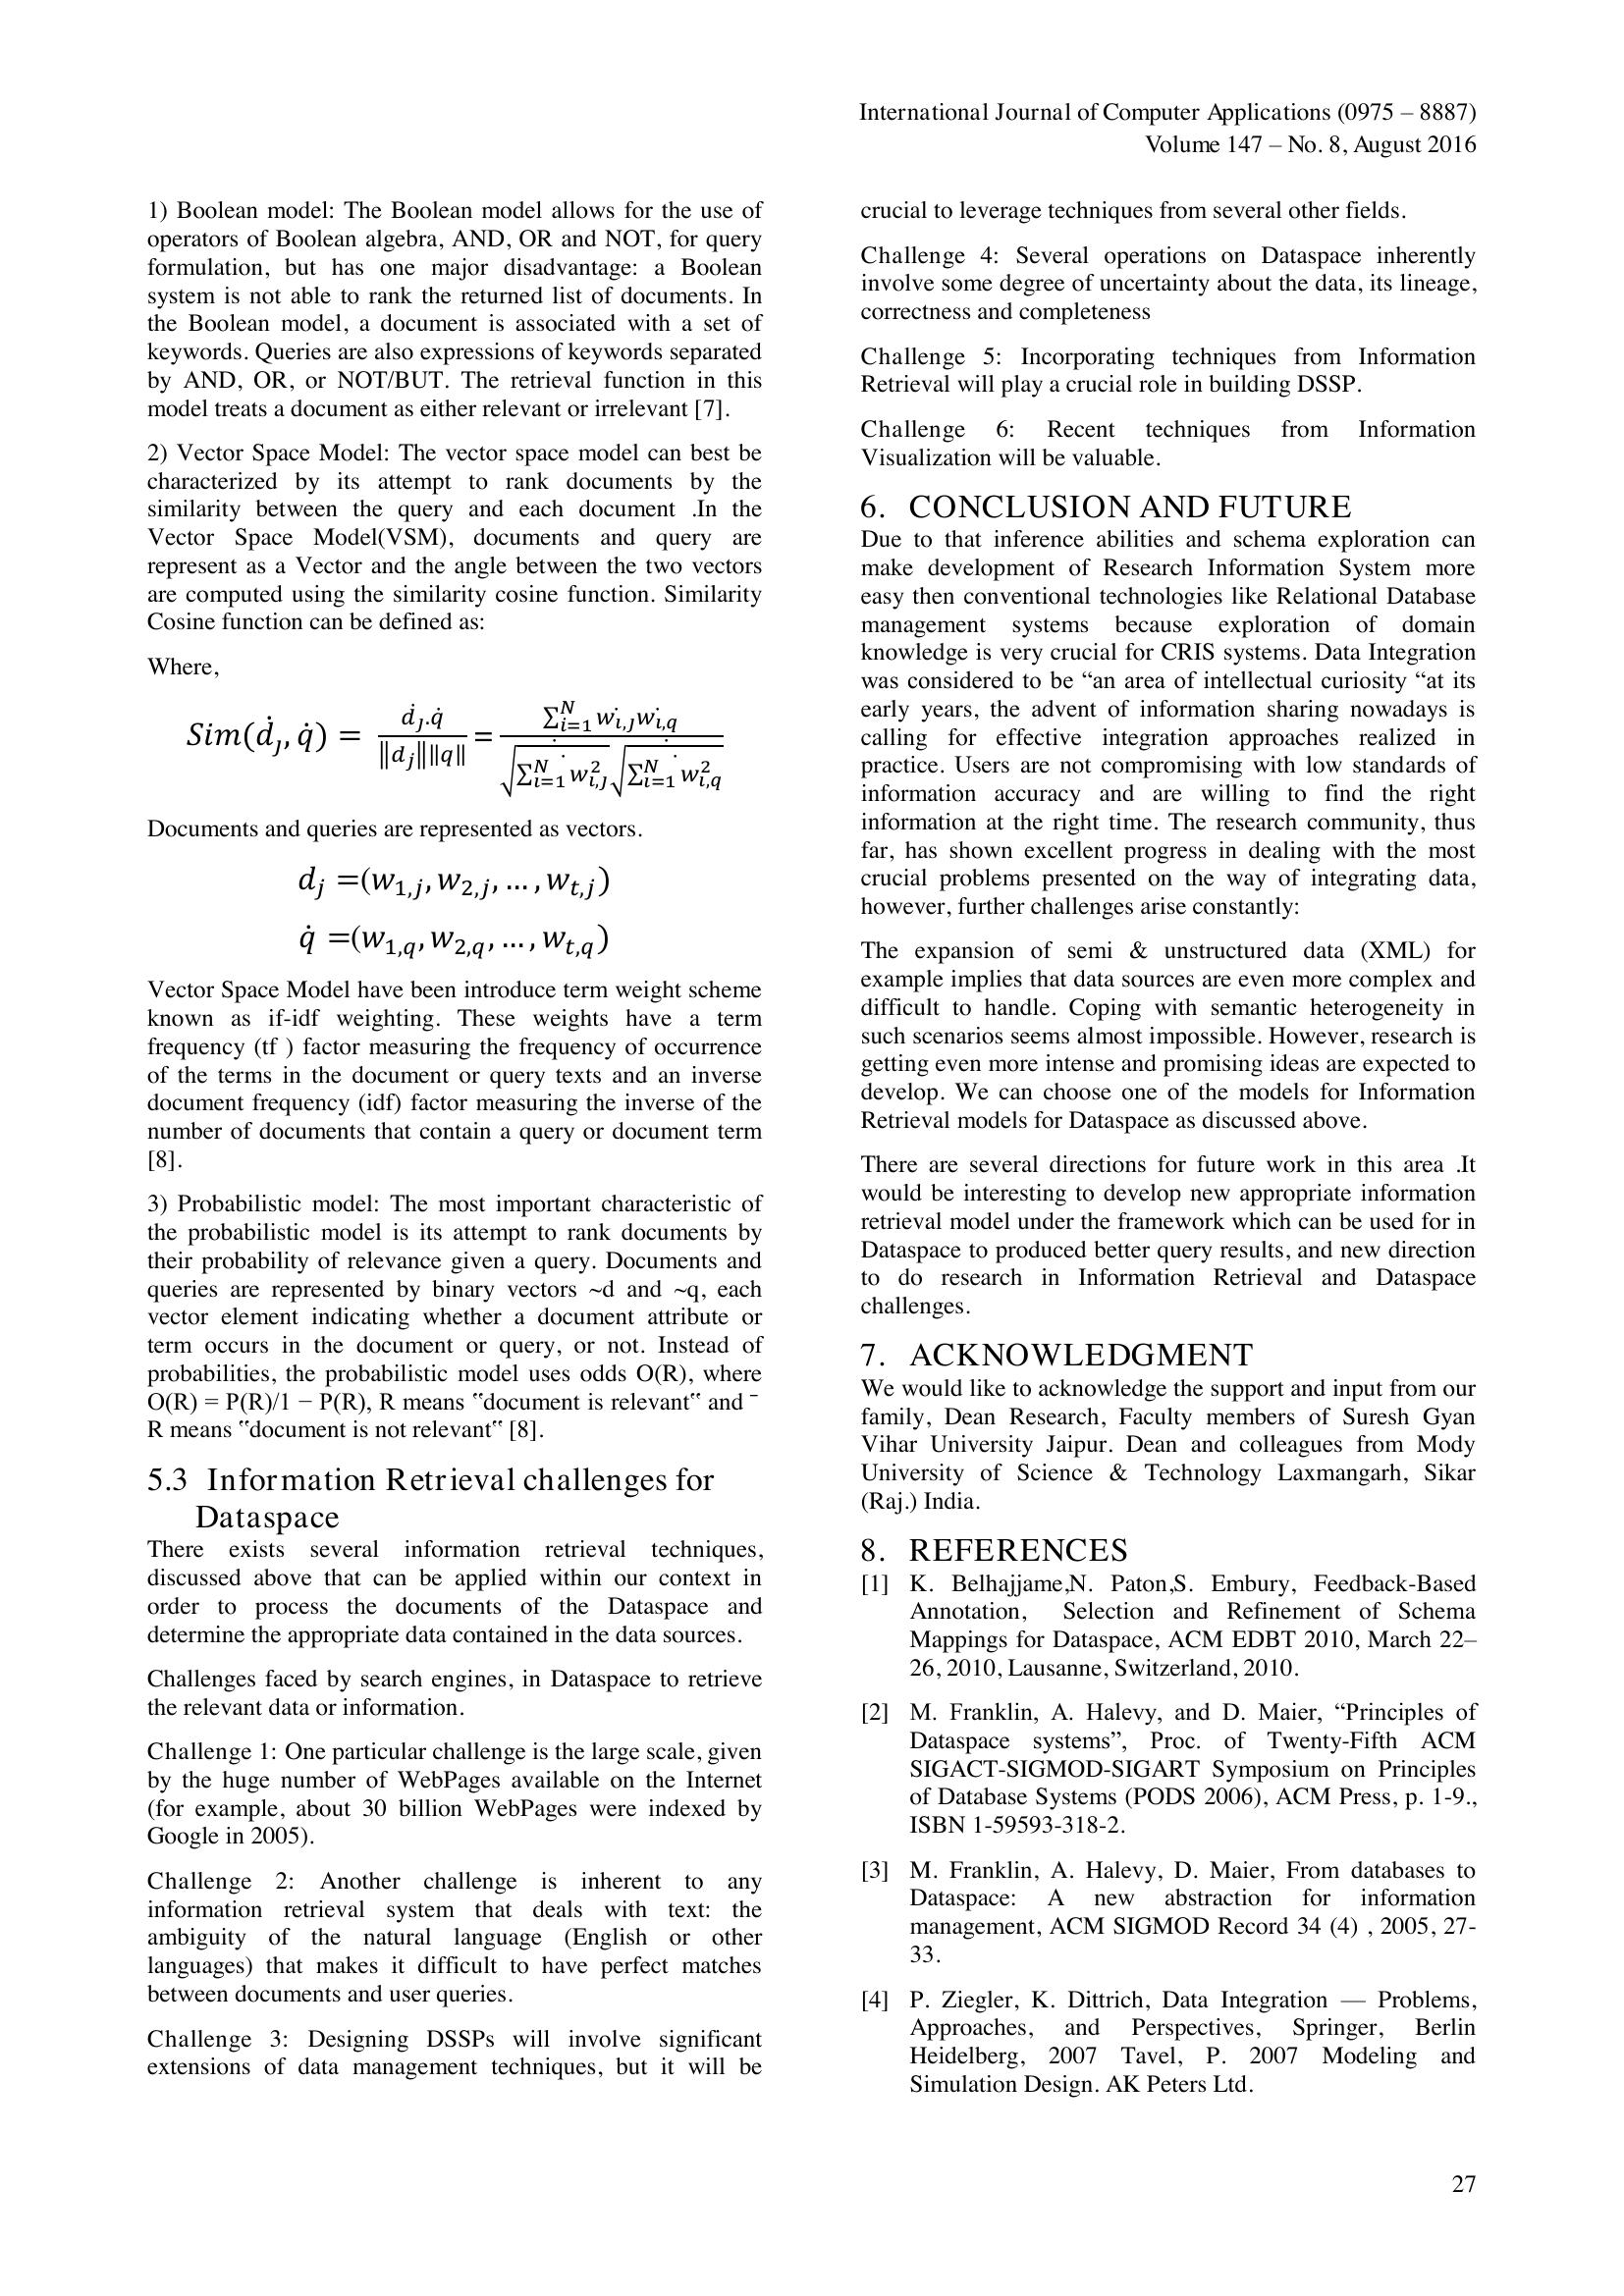 International Journal of Computer Applications (0975 – 8887)
Volume 147 – No. 8, August 2016
1) Boolean model: The Boolean model allows for the use of
operators of Boolean algebra, AND, OR and NOT, for query
formulation, but has one major disadvantage: a Boolean
system is not able to rank the returned list of documents. In
the Boolean model, a document is associated with a set of
keywords. Queries are also expressions of keywords separated
by AND, OR, or NOT/BUT. The retrieval function in this
model treats a document as either relevant or irrelevant [7].
2) Vector Space Model: The vector space model can best be
characterized by its attempt to rank documents by the
similarity between the query and each document .In the
Vector Space Model(VSM), documents and query are
represent as a Vector and the angle between the two vectors
are computed using the similarity cosine function. Similarity
Cosine function can be defined as:
Where,
Sim(ḋ_j, q̇) = ḋ_j.q̇ / ‖d_j‖‖q‖ = ∑_{i=1}^{N} w_{i,j} w_{i,q} / √(∑_{i=1}^{N} w²_{i,j}) √(∑_{i=1}^{N} w²_{i,q})
Documents and queries are represented as vectors.
d_j =(w_{1,j}, w_{2,j}, … , w_{t,j})
q̇ =(w_{1,q}, w_{2,q}, … , w_{t,q})
Vector Space Model have been introduce term weight scheme
known as if-idf weighting. These weights have a term
frequency (tf ) factor measuring the frequency of occurrence
of the terms in the document or query texts and an inverse
document frequency (idf) factor measuring the inverse of the
number of documents that contain a query or document term
[8].
3) Probabilistic model: The most important characteristic of
the probabilistic model is its attempt to rank documents by
their probability of relevance given a query. Documents and
queries are represented by binary vectors ~d and ~q, each
vector element indicating whether a document attribute or
term occurs in the document or query, or not. Instead of
probabilities, the probabilistic model uses odds O(R), where
O(R) = P(R)/1 − P(R), R means ‟document is relevant‟ and ¯
R means ‟document is not relevant‟ [8].
5.3 Information Retrieval challenges for
Dataspace
There exists several information retrieval techniques,
discussed above that can be applied within our context in
order to process the documents of the Dataspace and
determine the appropriate data contained in the data sources.
Challenges faced by search engines, in Dataspace to retrieve
the relevant data or information.
Challenge 1: One particular challenge is the large scale, given
by the huge number of WebPages available on the Internet
(for example, about 30 billion WebPages were indexed by
Google in 2005).
Challenge 2: Another challenge is inherent to any
information retrieval system that deals with text: the
ambiguity of the natural language (English or other
languages) that makes it difficult to have perfect matches
between documents and user queries.
Challenge 3: Designing DSSPs will involve significant
extensions of data management techniques, but it will be
crucial to leverage techniques from several other fields.
Challenge 4: Several operations on Dataspace inherently
involve some degree of uncertainty about the data, its lineage,
correctness and completeness
Challenge 5: Incorporating techniques from Information
Retrieval will play a crucial role in building DSSP.
Challenge 6: Recent techniques from Information
Visualization will be valuable.
6. CONCLUSION AND FUTURE
Due to that inference abilities and schema exploration can
make development of Research Information System more
easy then conventional technologies like Relational Database
management systems because exploration of domain
knowledge is very crucial for CRIS systems. Data Integration
was considered to be “an area of intellectual curiosity “at its
early years, the advent of information sharing nowadays is
calling for effective integration approaches realized in
practice. Users are not compromising with low standards of
information accuracy and are willing to find the right
information at the right time. The research community, thus
far, has shown excellent progress in dealing with the most
crucial problems presented on the way of integrating data,
however, further challenges arise constantly:
The expansion of semi & unstructured data (XML) for
example implies that data sources are even more complex and
difficult to handle. Coping with semantic heterogeneity in
such scenarios seems almost impossible. However, research is
getting even more intense and promising ideas are expected to
develop. We can choose one of the models for Information
Retrieval models for Dataspace as discussed above.
There are several directions for future work in this area .It
would be interesting to develop new appropriate information
retrieval model under the framework which can be used for in
Dataspace to produced better query results, and new direction
to do research in Information Retrieval and Dataspace
challenges.
7. ACKNOWLEDGMENT
We would like to acknowledge the support and input from our
family, Dean Research, Faculty members of Suresh Gyan
Vihar University Jaipur. Dean and colleagues from Mody
University of Science & Technology Laxmangarh, Sikar
(Raj.) India.
8. REFERENCES
[1] K. Belhajjame,N. Paton,S. Embury, Feedback-Based
Annotation, Selection and Refinement of Schema
Mappings for Dataspace, ACM EDBT 2010, March 22–
26, 2010, Lausanne, Switzerland, 2010.
[2] M. Franklin, A. Halevy, and D. Maier, “Principles of
Dataspace systems”, Proc. of Twenty-Fifth ACM
SIGACT-SIGMOD-SIGART Symposium on Principles
of Database Systems (PODS 2006), ACM Press, p. 1-9.,
ISBN 1-59593-318-2.
[3] M. Franklin, A. Halevy, D. Maier, From databases to
Dataspace: A new abstraction for information
management, ACM SIGMOD Record 34 (4) , 2005, 27-
33.
[4] P. Ziegler, K. Dittrich, Data Integration — Problems,
Approaches, and Perspectives, Springer, Berlin
Heidelberg, 2007 Tavel, P. 2007 Modeling and
Simulation Design. AK Peters Ltd.
27